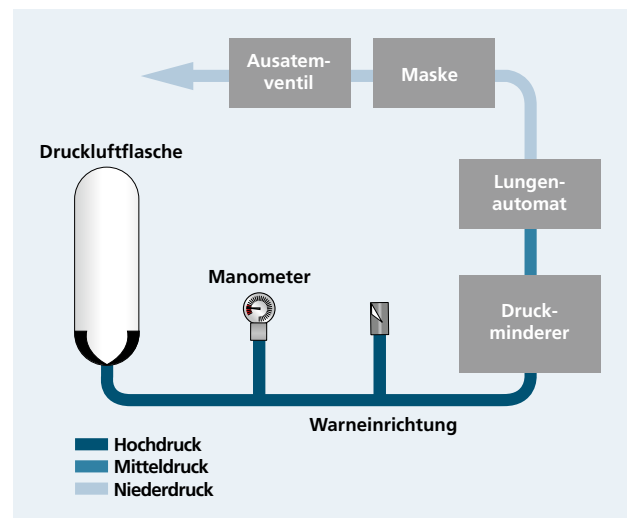 Ausatem-
ventil
Maske
Druckluftflasche
Lungen-
automat
Manometer
Druck-
minderer
Warneinrichtung
Hochdruck
Mitteldruck
Niederdruck